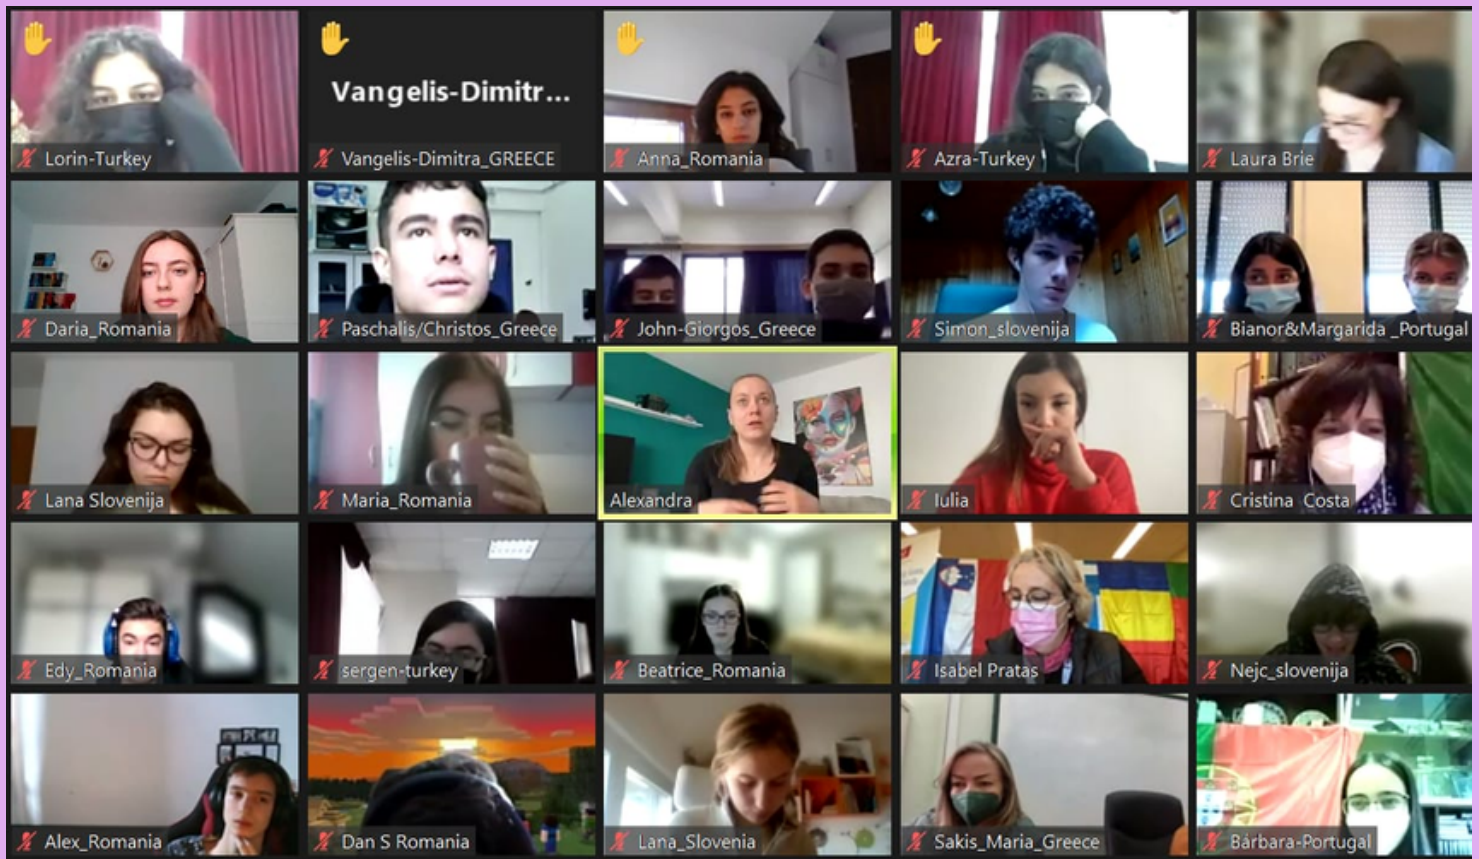 Lorin-Turkey
Vangelis-Dimitr...
Vangelis-Dimitra_GREECE
Anna_Romania
Azra-Turkey
Laura Brie
Daria_Romania
Paschalis/Christos_Greece
John-Giorgos_Greece
Simon_slovenija
Bianor&Margarida _Portugal
Lana Slovenija
Maria_Romania
Alexandra
Iulia
Cristina Costa
Edy_Romania
sergen-turkey
Beatrice_Romania
Isabel Pratas
Nejc_slovenija
Alex_Romania
Dan S Romania
Lana_Slovenia
Sakis_Maria_Greece
Bárbara-Portugal